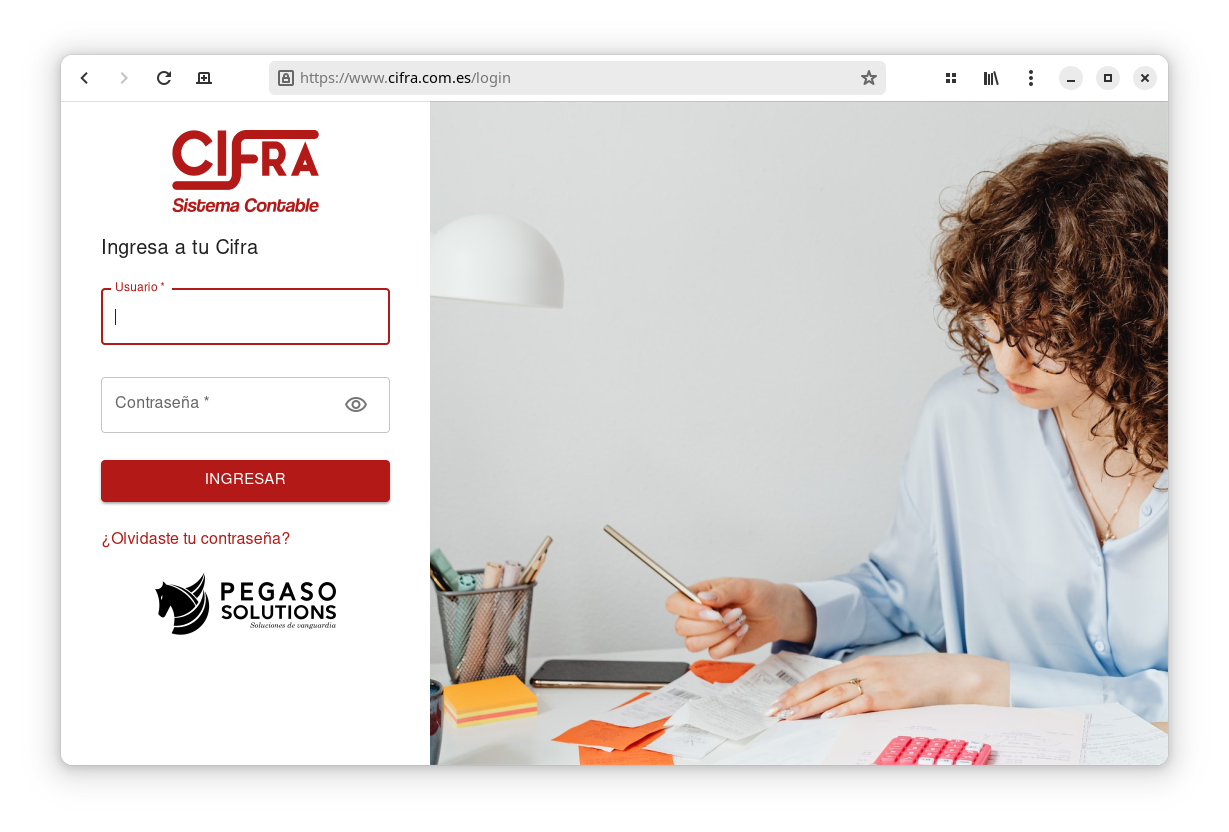 https://www.cifra.com.es/login
CIFRA
Sistema Contable
Ingresa a tu Cifra
Usuario *
Contraseña *
INGRESAR
¿Olvidaste tu contraseña?
PEGASO
SOLUTIONS
Soluciones de vanguardia